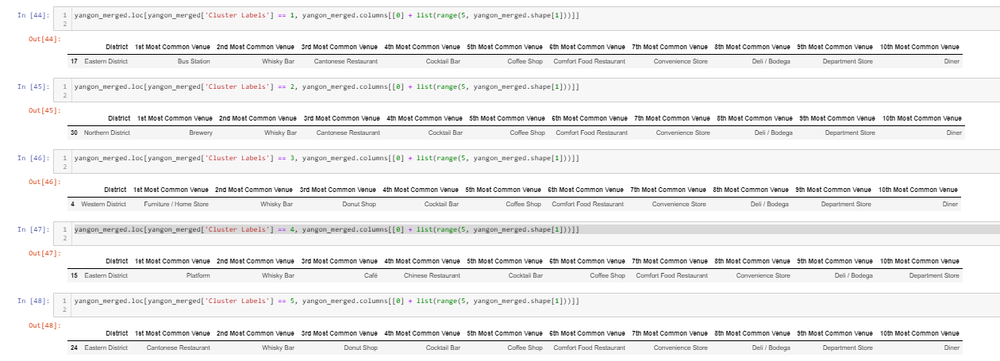 In [44]: 1 yangon_merged.loc[yangon_merged['Cluster Labels'] == 1, yangon_merged.columns[[0] + list(range(5, yangon_merged.shape[1]))]]
2
Out[44]:
District 1st Most Common Venue 2nd Most Common Venue 3rd Most Common Venue 4th Most Common Venue 5th Most Common Venue 6th Most Common Venue 7th Most Common Venue 8th Most Common Venue 9th Most Common Venue 10th Most Common Venue
17 Eastern District Bus Station Whisky Bar Cantonese Restaurant Cocktail Bar Coffee Shop Comfort Food Restaurant Convenience Store Deli / Bodega Department Store Diner
In [45]: 1 yangon_merged.loc[yangon_merged['Cluster Labels'] == 2, yangon_merged.columns[[0] + list(range(5, yangon_merged.shape[1]))]]
2
Out[45]:
District 1st Most Common Venue 2nd Most Common Venue 3rd Most Common Venue 4th Most Common Venue 5th Most Common Venue 6th Most Common Venue 7th Most Common Venue 8th Most Common Venue 9th Most Common Venue 10th Most Common Venue
30 Northern District Brewery Whisky Bar Cantonese Restaurant Cocktail Bar Coffee Shop Comfort Food Restaurant Convenience Store Deli / Bodega Department Store Diner
In [46]: 1 yangon_merged.loc[yangon_merged['Cluster Labels'] == 3, yangon_merged.columns[[0] + list(range(5, yangon_merged.shape[1]))]]
2
Out[46]:
District 1st Most Common Venue 2nd Most Common Venue 3rd Most Common Venue 4th Most Common Venue 5th Most Common Venue 6th Most Common Venue 7th Most Common Venue 8th Most Common Venue 9th Most Common Venue 10th Most Common Venue
4 Western District Furniture / Home Store Whisky Bar Donut Shop Cocktail Bar Coffee Shop Comfort Food Restaurant Convenience Store Deli / Bodega Department Store Diner
In [47]: 1 yangon_merged.loc[yangon_merged['Cluster Labels'] == 4, yangon_merged.columns[[0] + list(range(5, yangon_merged.shape[1]))]]
2
Out[47]:
District 1st Most Common Venue 2nd Most Common Venue 3rd Most Common Venue 4th Most Common Venue 5th Most Common Venue 6th Most Common Venue 7th Most Common Venue 8th Most Common Venue 9th Most Common Venue 10th Most Common Venue
15 Eastern District Platform Whisky Bar Café Chinese Restaurant Cocktail Bar Coffee Shop Comfort Food Restaurant Convenience Store Deli / Bodega Department Store
In [48]: 1 yangon_merged.loc[yangon_merged['Cluster Labels'] == 5, yangon_merged.columns[[0] + list(range(5, yangon_merged.shape[1]))]]
2
Out[48]:
District 1st Most Common Venue 2nd Most Common Venue 3rd Most Common Venue 4th Most Common Venue 5th Most Common Venue 6th Most Common Venue 7th Most Common Venue 8th Most Common Venue 9th Most Common Venue 10th Most Common Venue
24 Eastern District Cantonese Restaurant Whisky Bar Donut Shop Cocktail Bar Coffee Shop Comfort Food Restaurant Convenience Store Deli / Bodega Department Store Diner